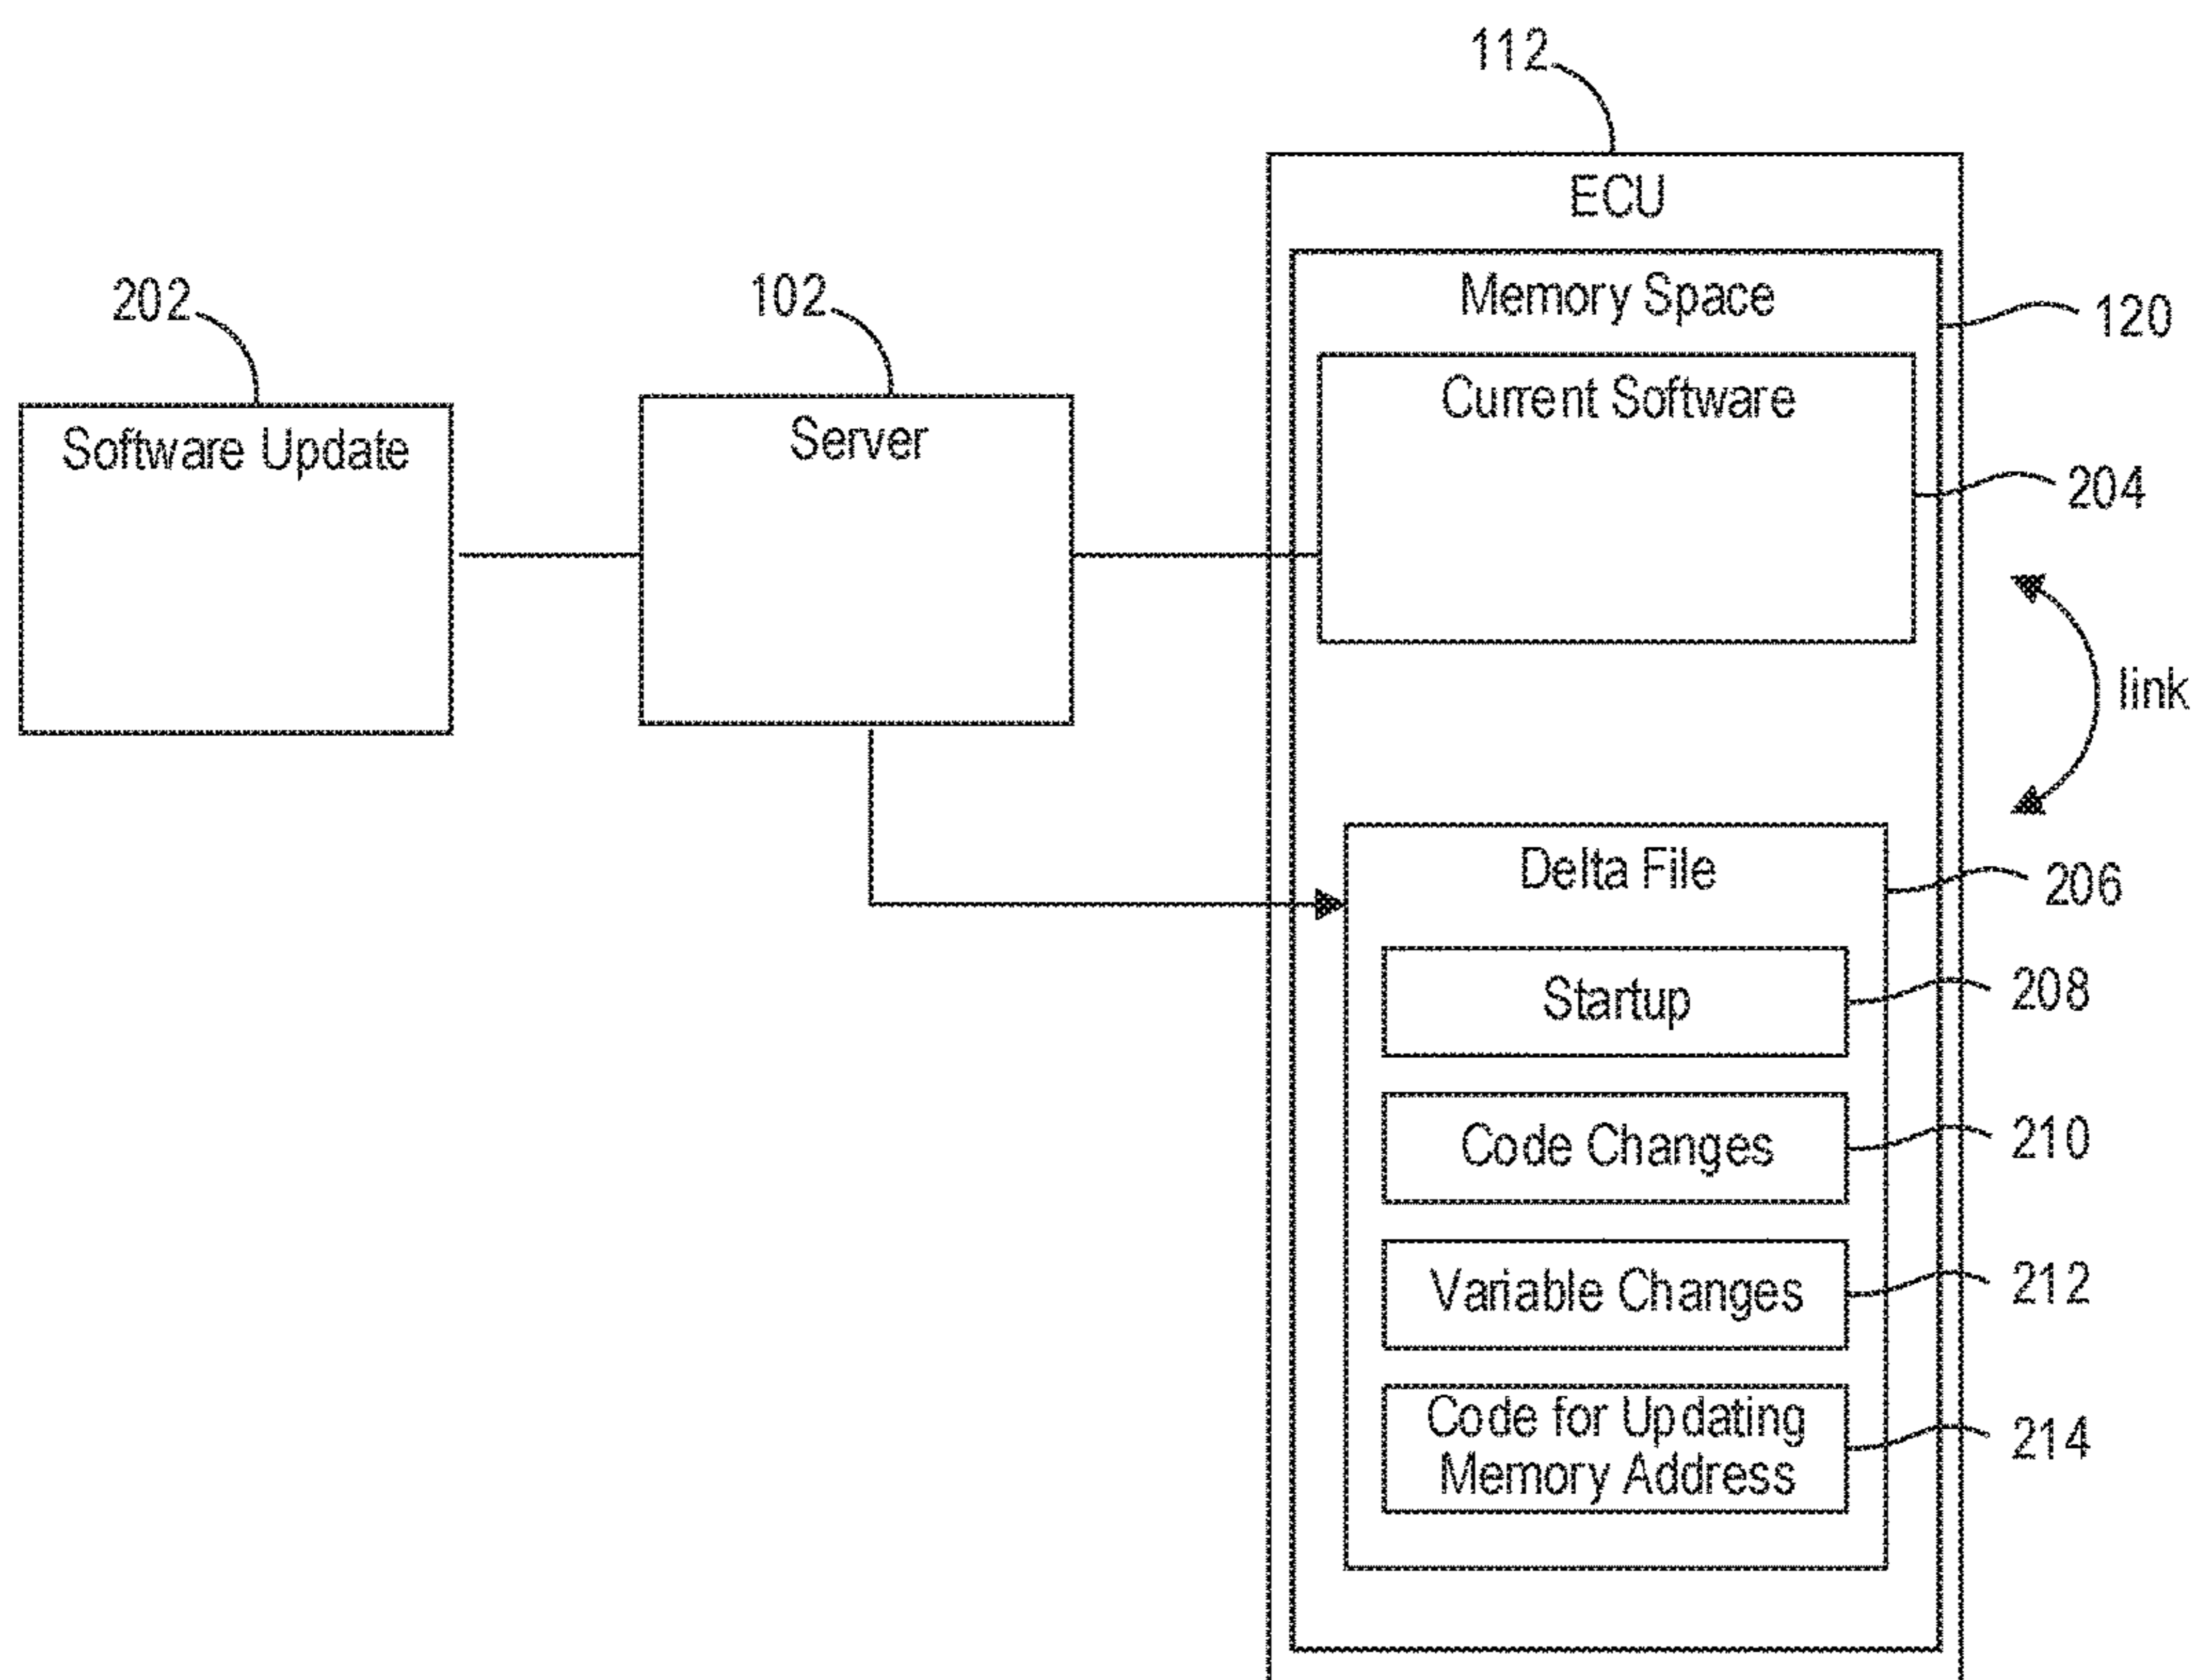 112
ECU
202
102
Memory Space
120
Software Update
Server
Current Software
204
link
Delta File
206
Startup
208
Code Changes
210
Variable Changes
212
Code for Updating
Memory Address
214